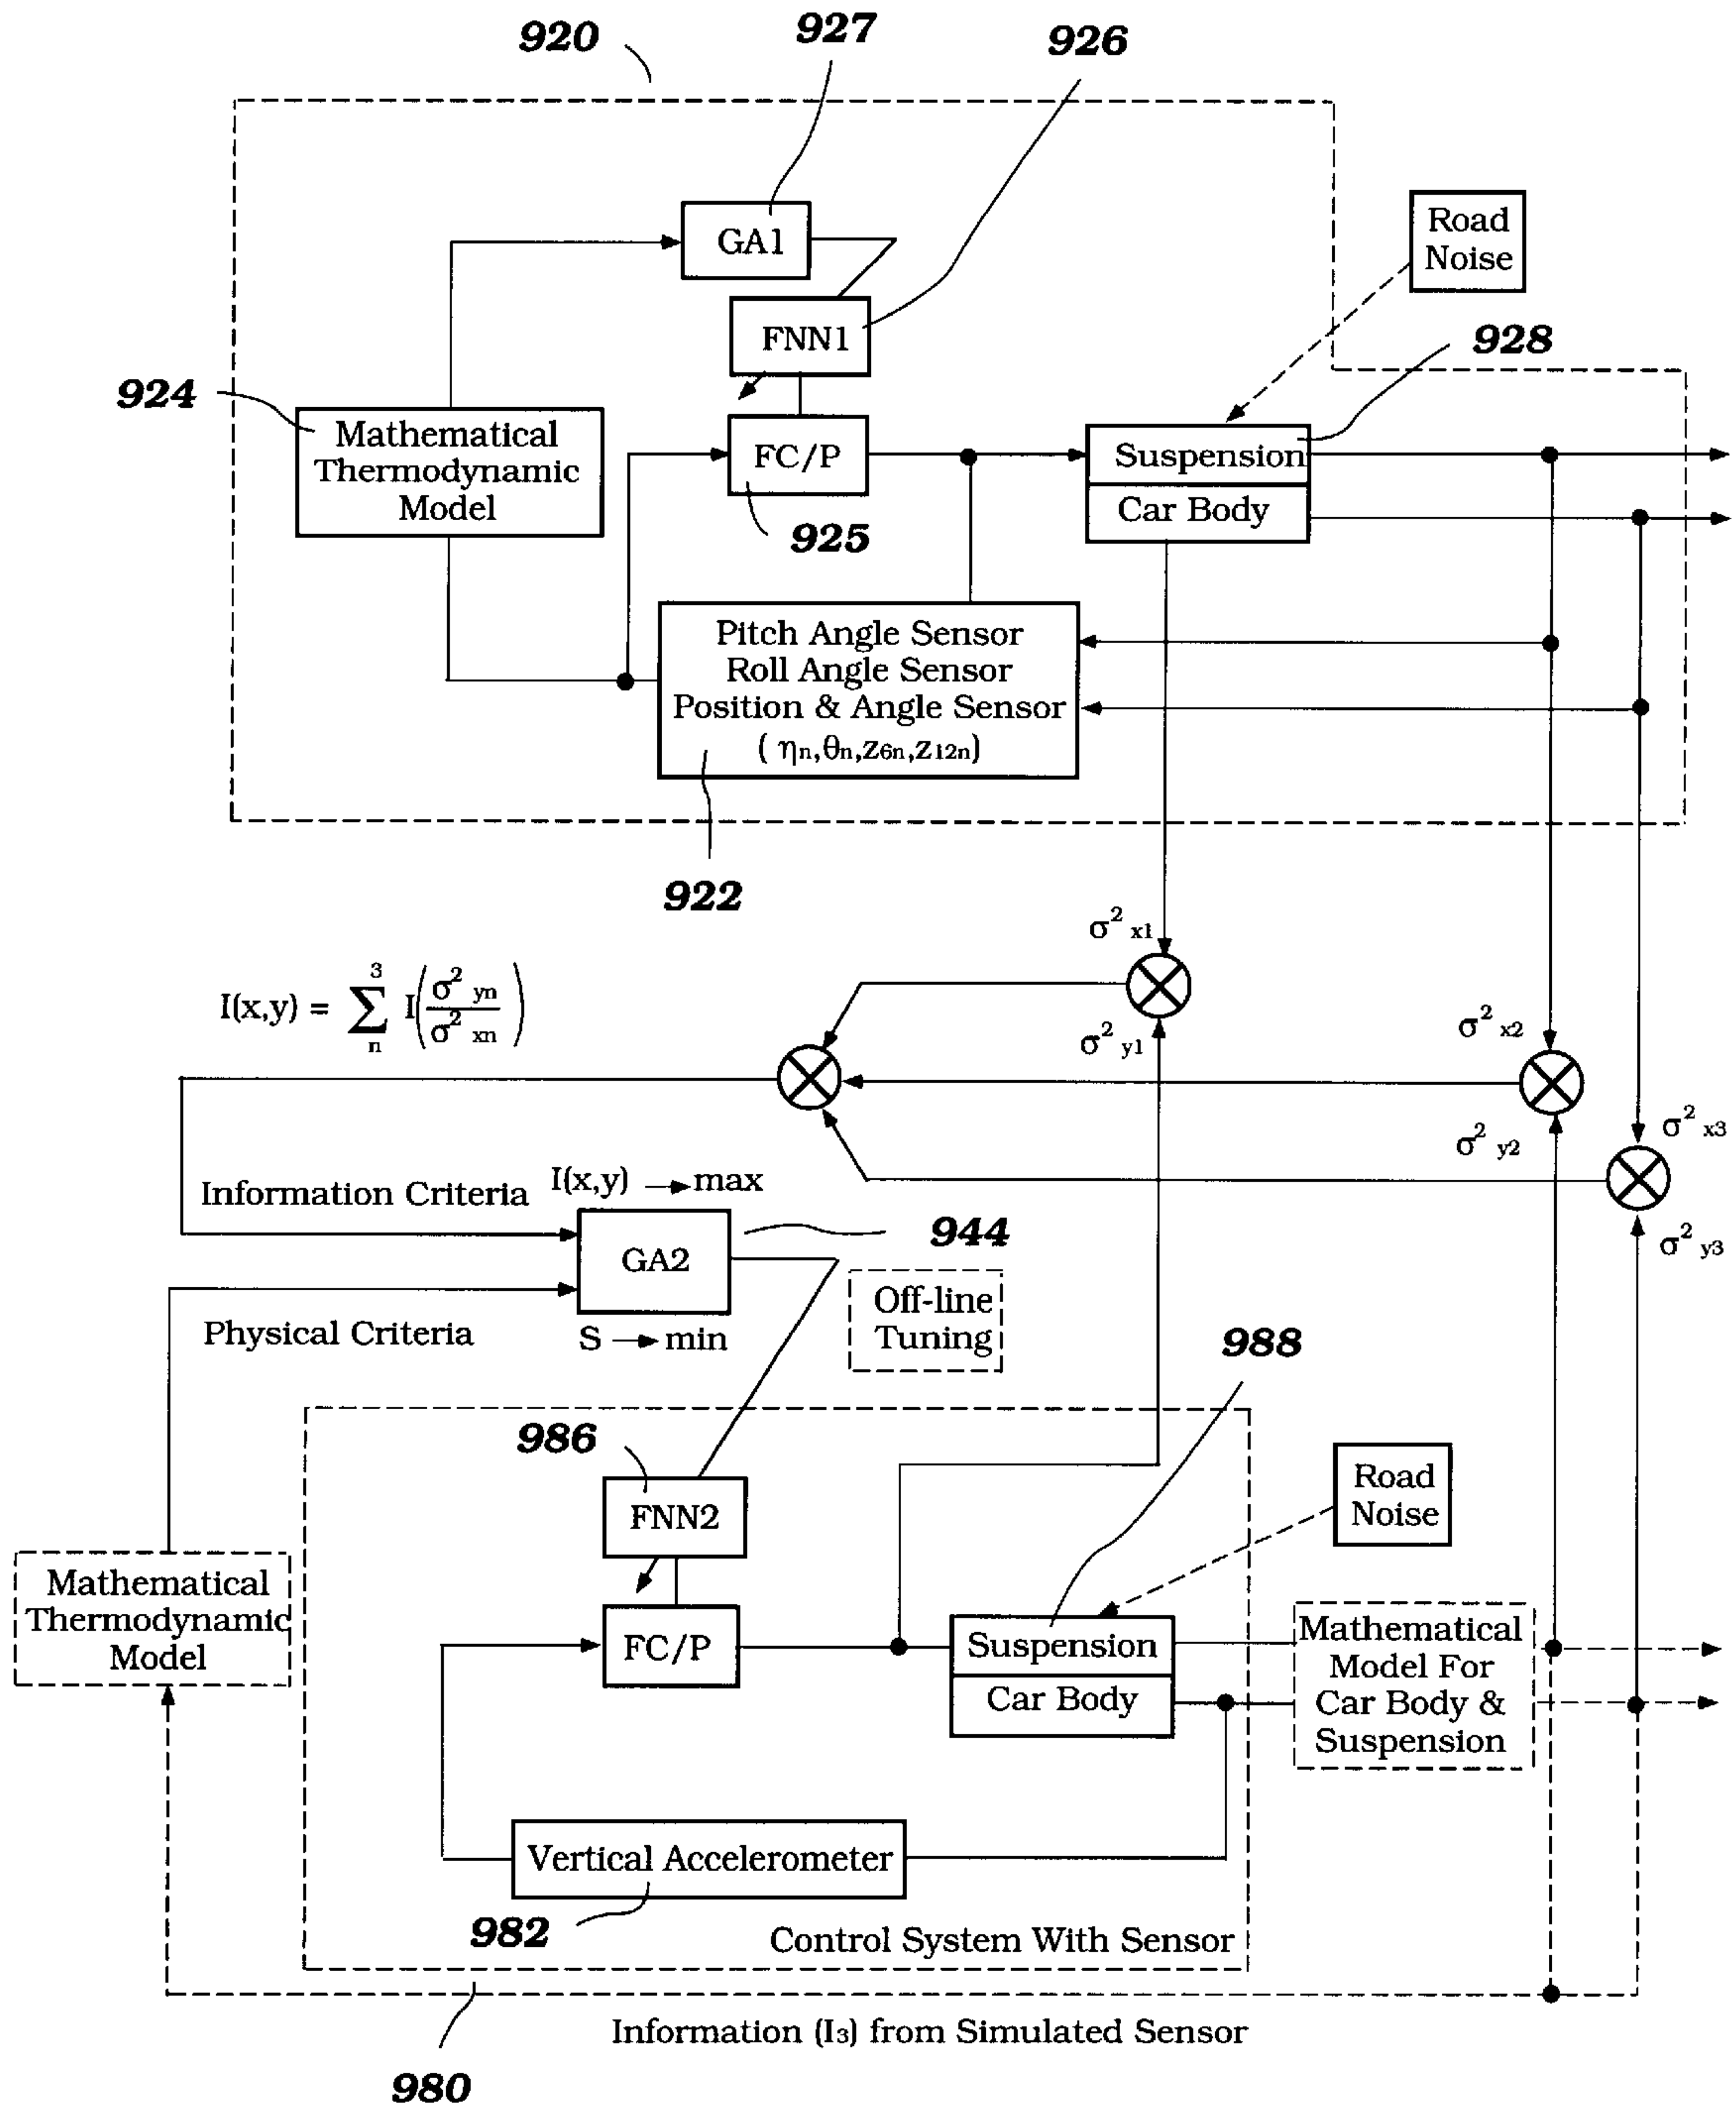 920
927
926
GA1
Road
Noise
FNN1
928
924
Mathematical
Thermodynamic
Model
FC/P
Suspension
Car Body
925
Pitch Angle Sensor
Roll Angle Sensor
Position & Angle Sensor
( ηn,θn,z6n,z12n)
922
σ² x1
I(x,y) = Σ 3 n I(σ² yn / σ² xn)
σ² y1
σ² x2
σ² x3
σ² y2
σ² y3
Information Criteria
I(x,y) → max
944
GA2
Off-line
Tuning
Physical Criteria
S → min
988
986
FNN2
Road
Noise
Mathematical
Thermodynamic
Model
FC/P
Suspension
Car Body
Mathematical
Model For
Car Body &
Suspension
Vertical Accelerometer
982
Control System With Sensor
Information (I3) from Simulated Sensor
980